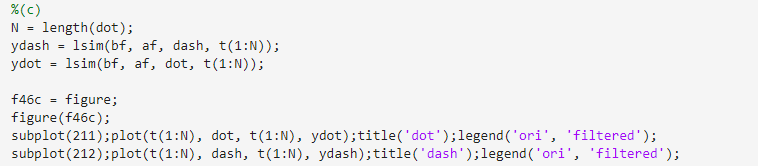 %(c)
N = length(dot);
ydash = lsim(bf, af, dash, t(1:N));
ydot = lsim(bf, af, dot, t(1:N));
f46c = figure;
figure(f46c);
subplot(211);plot(t(1:N), dot, t(1:N), ydot);title('dot');legend('ori', 'filtered');
subplot(212);plot(t(1:N), dash, t(1:N), ydash);title('dash');legend('ori', 'filtered');